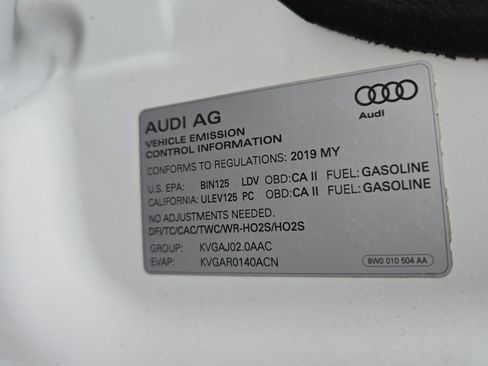 AUDI AG
VEHICLE EMISSION
CONTROL INFORMATION
Audi
CONFORMS TO REGULATIONS: 2019 MY
U.S. EPA: BIN125 LDV OBD:CA II FUEL:GASOLINE
CALIFORNIA: ULEV125 PC OBD:CA II FUEL:GASOLINE
NO ADJUSTMENTS NEEDED.
DFI/TC/CAC/TWC/WR-HO2S/HO2S
GROUP: KVGAJ02.0AAC
EVAP: KVGAR0140ACN
8W0 010 504 AA